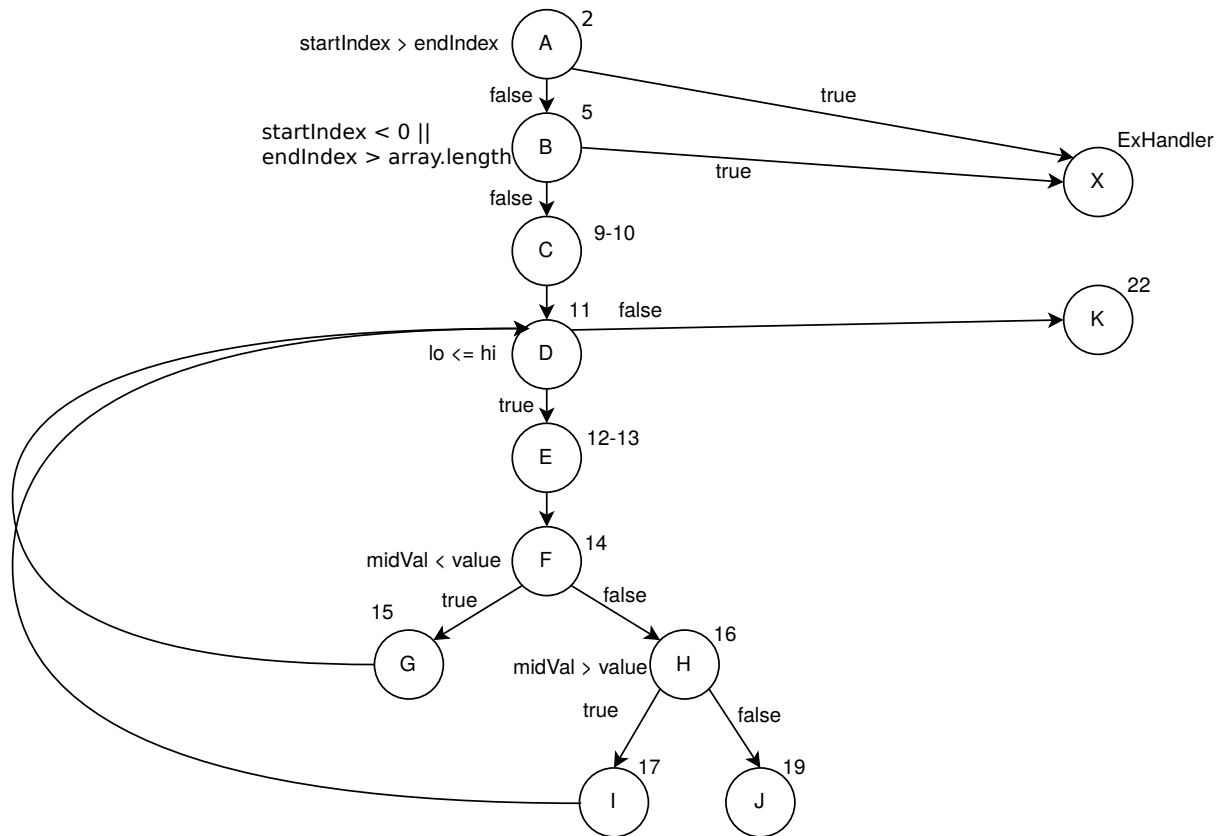 2
startIndex > endIndex
A
false
true
5
startIndex < 0 ||
endIndex > array.length
B
true
ExHandler
X
false
C
9-10
11
false
22
K
lo <= hi
D
true
12-13
E
14
midVal < value
F
true
false
15
16
G
midVal > value
H
true
false
17
19
I
J